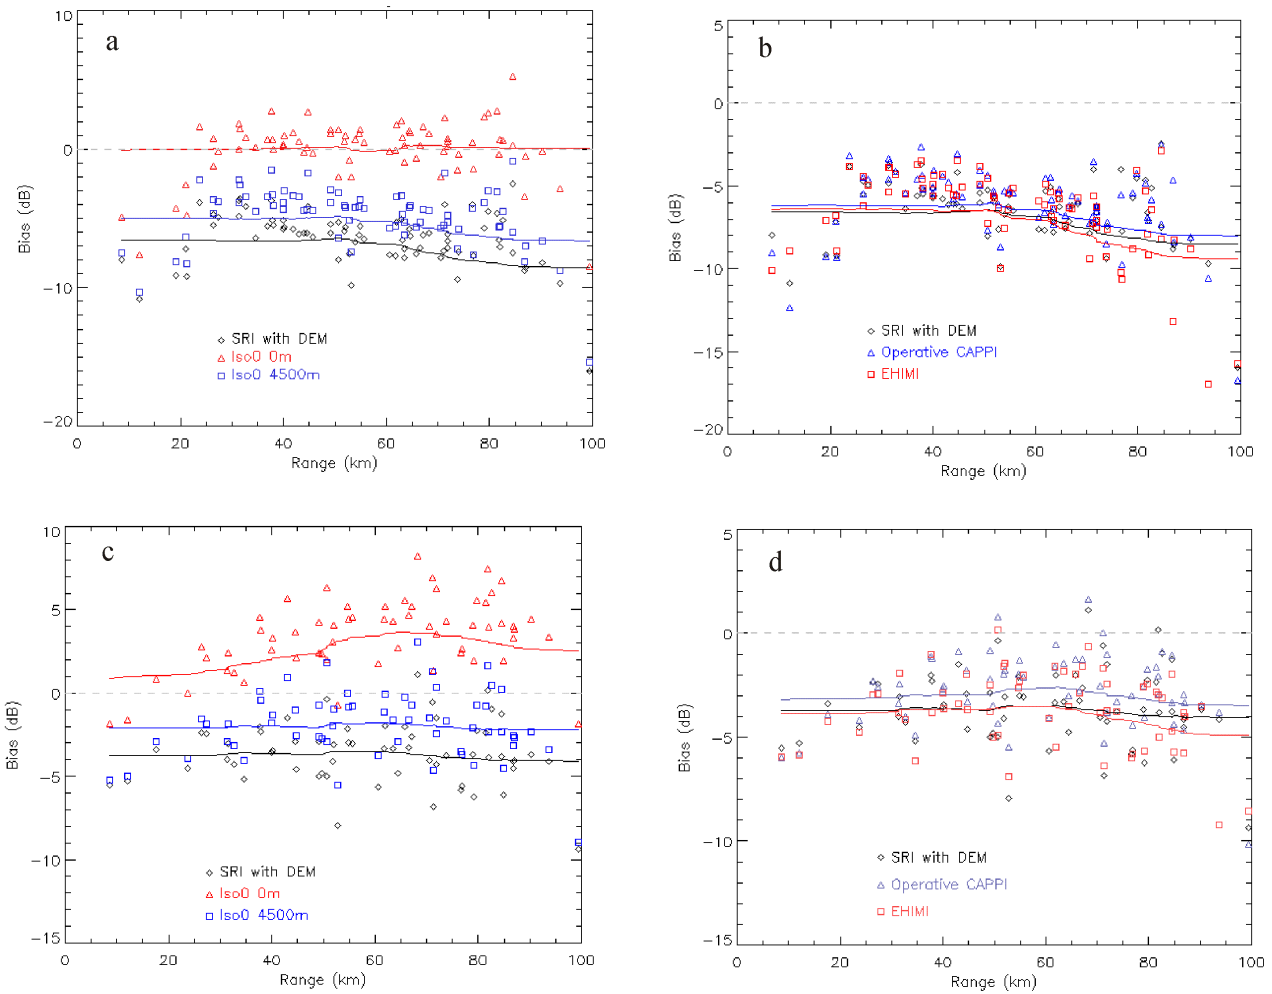 a
10
5
0
-5
-10
-15
-20
Bias (dB)
SRI with DEM
Iso0 0m
Iso0 4500m
0 20 40 60 80 100
Range (km)
b
5
0
-5
-10
-15
-20
Bias (dB)
SRI with DEM
Operative CAPPI
EHIMI
0 20 40 60 80 100
Range (km)
c
10
5
0
-5
-10
-15
Bias (dB)
SRI with DEM
Iso0 0m
Iso0 4500m
0 20 40 60 80 100
Range (km)
d
5
0
-5
-10
-15
Bias (dB)
SRI with DEM
Operative CAPPI
EHIMI
0 20 40 60 80 100
Range (km)